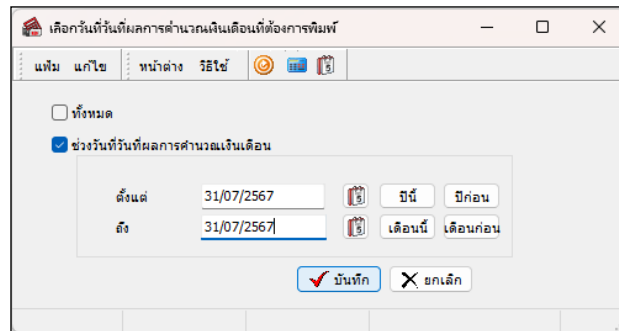 เลือกวันที่วันที่ผลการคำนวณเงินเดือนที่ต้องการพิมพ์
แฟ้ม แก้ไข หน้าต่าง วิธีใช้
ทั้งหมด
ช่วงวันที่วันที่ผลการคำนวณเงินเดือน
ตั้งแต่ 31/07/2567 5 ปีนี้ ปีก่อน
ถึง 31/07/2567 5 เดือนนี้ เดือนก่อน
บันทึก ยกเลิก